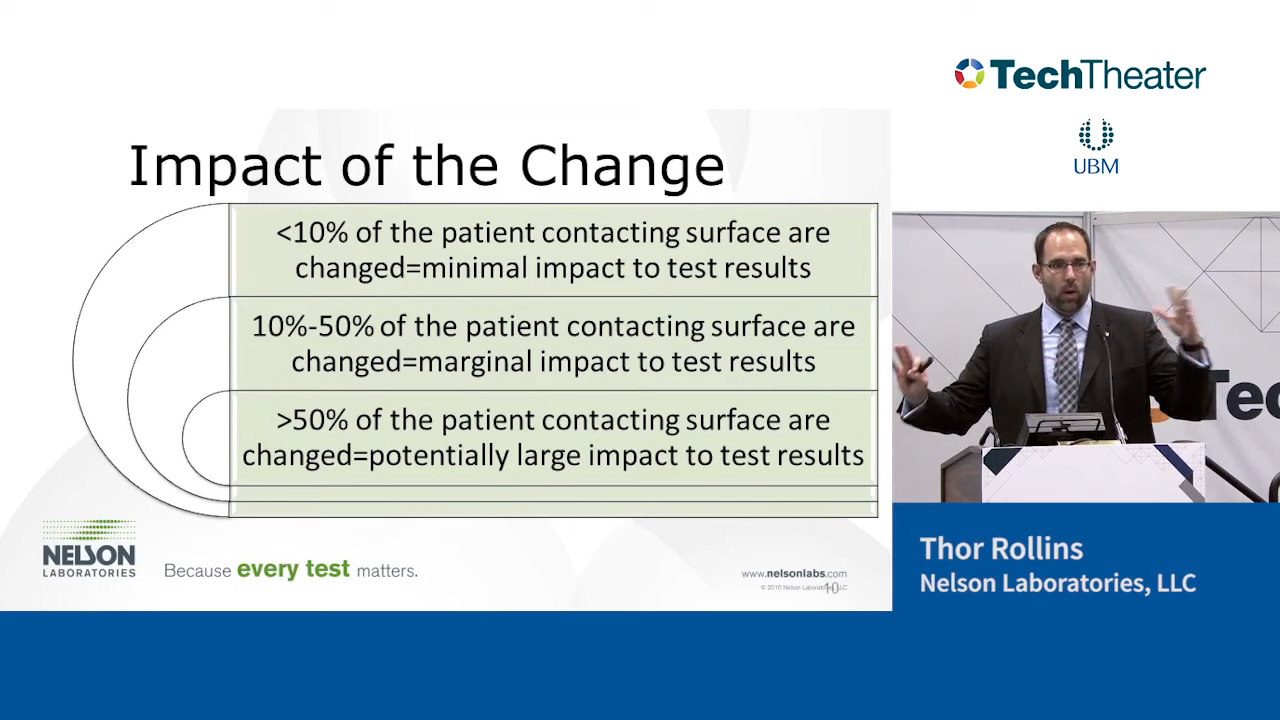 TechTheater
UBM
Impact of the Change
<10% of the patient contacting surface are
changed=minimal impact to test results
10%-50% of the patient contacting surface are
changed=marginal impact to test results
>50% of the patient contacting surface are
changed=potentially large impact to test results
NELSON
LABORATORIES
Because every test matters.
www.nelsonlabs.com
© 2016 Nelson Laboratories, LLC
10
Tec
Thor Rollins
Nelson Laboratories, LLC